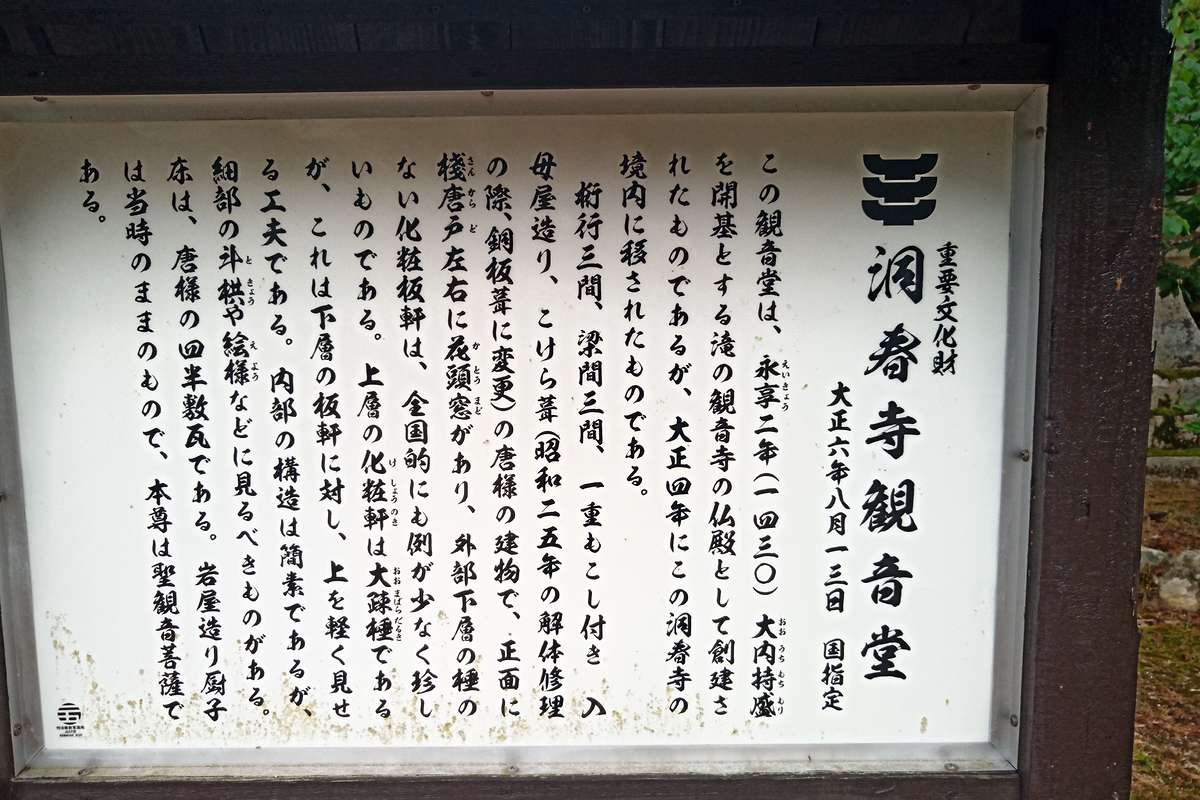 重要文化財
洞春寺観音堂
大正六年八月一三日　国指定
この観音堂は、永享二年(一四三〇)　大内持盛
を開基とする滝の観音寺の仏殿として創建さ
れたものであるが、大正四年にこの洞春寺の
境内に移されたものである。
桁行三間、梁間三間、一重もこし付き　入
母屋造り、こけら葺(昭和二五年の解体修理
の際、銅板葺に変更)の唐様の建物で、正面に
棧唐戸左右に花頭窓があり、外部下層の棰の
ない化粧板軒は、全国的にも例が少なく珍し
いものである。上層の化粧軒は大疎棰である
が、これは下層の板軒に対し、上を軽く見せ
る工夫である。内部の構造は簡素であるが、
細部の斗栱や絵様などに見るべきものがある。
床は、唐様の四半敷瓦である。岩屋造り厨子
は当時のままのもので、本尊は聖観音菩薩で
ある。